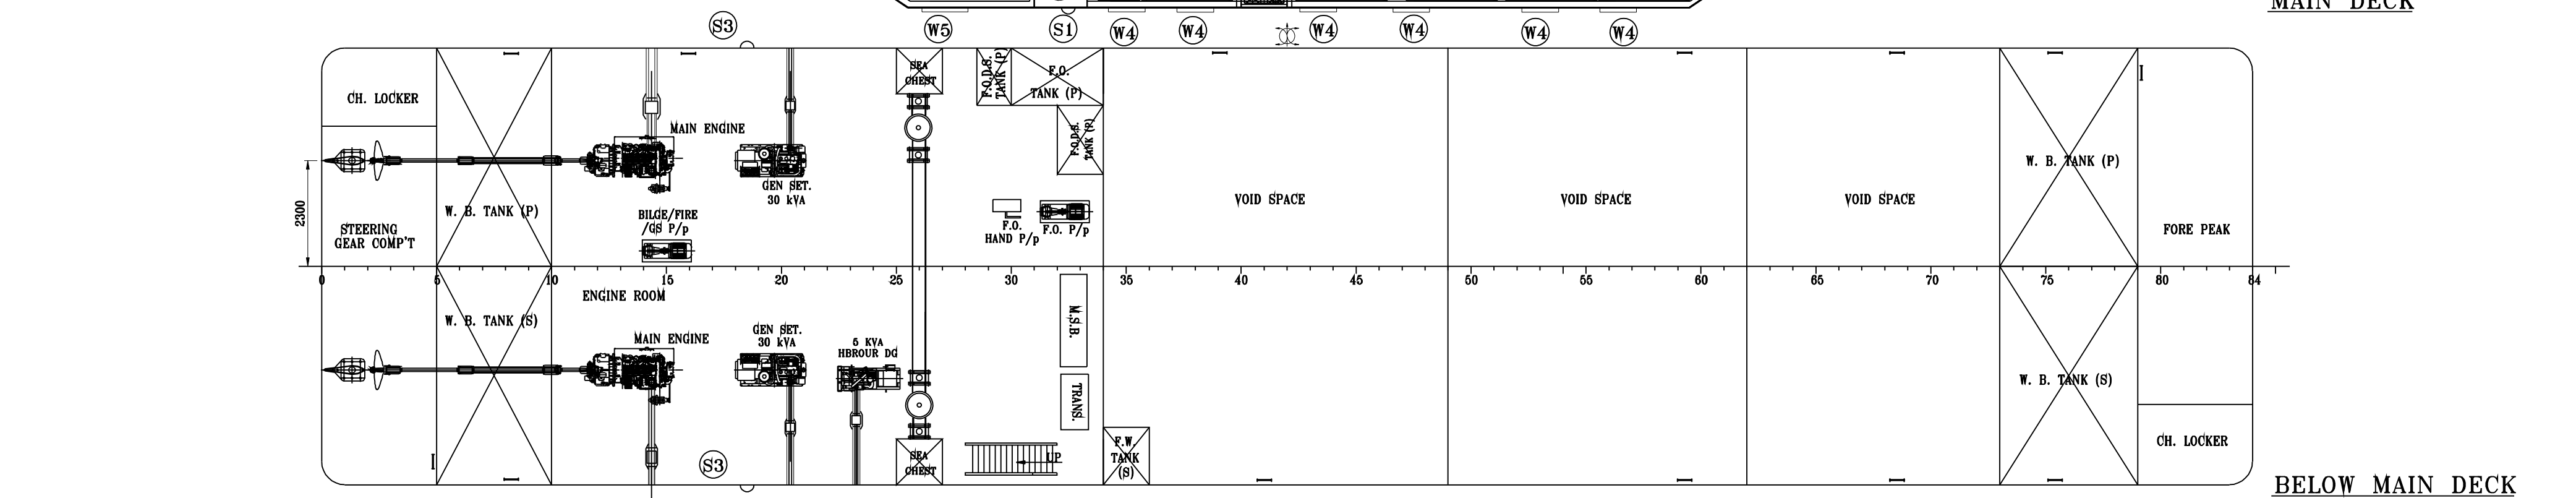 MAIN DECK
S3
W5
S1
W4
W4
W4
W4
W4
W4
SEA
CHEST
F.O.D.S.
TANK (P)
F.O.
TANK (P)
CH. LOCKER
MAIN ENGINE
F.O.D.S.
TANK (P)
GEN SET.
30 kVA
W. B. TANK (P)
VOID SPACE
VOID SPACE
VOID SPACE
W. B. TANK (P)
2300
STEERING
GEAR COMP'T
BILGE/FIRE
/GS P/p
F.O.
HAND P/p
F.O. P/p
FORE PEAK
0 5 10 15 20 25 30 35 40 45 50 55 60 65 70 75 80 84
ENGINE ROOM
W. B. TANK (S)
MAIN ENGINE
GEN SET.
30 kVA
5 KVA
HBROUR DG
M.S.B.
TRANS.
W. B. TANK (S)
S3
SEA
CHEST
UP
F.W.
TANK
(S)
CH. LOCKER
BELOW MAIN DECK